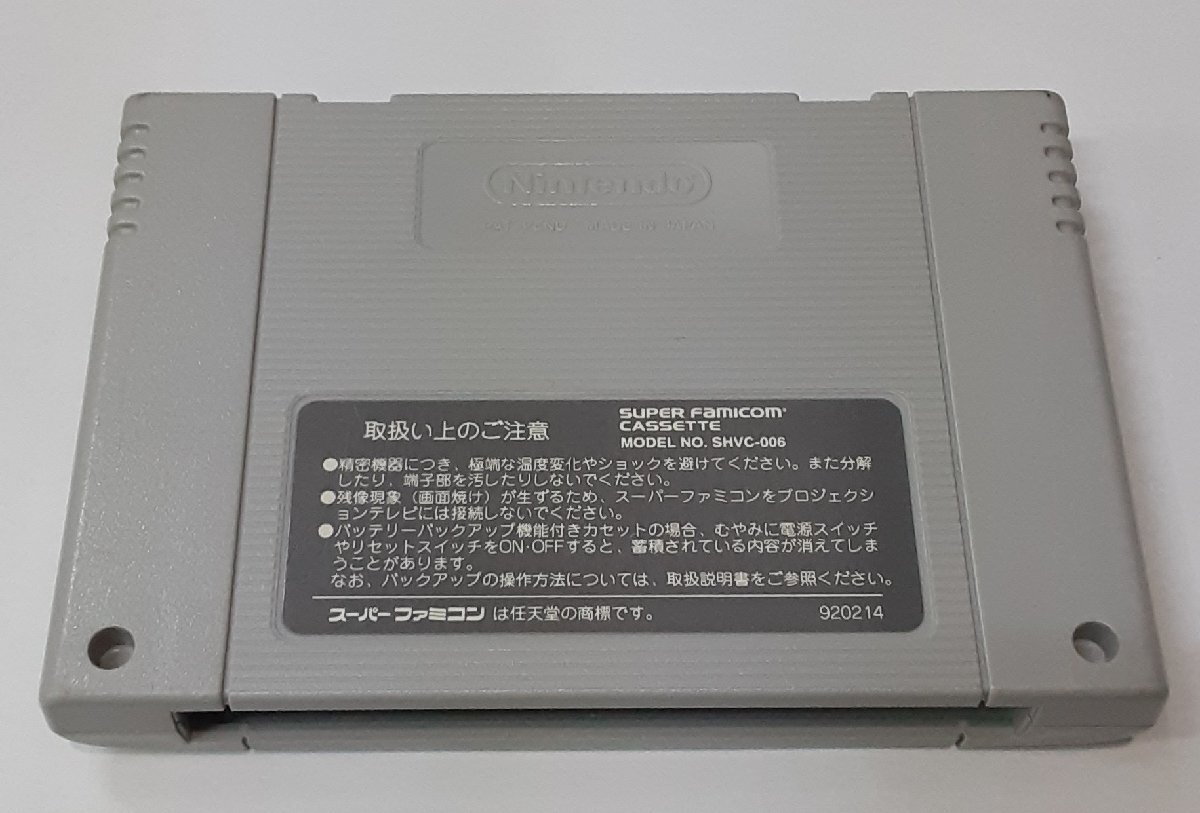 Nintendo
PAT. PEND. MADE IN JAPAN
取扱い上のご注意
SUPER Famicom
CASSETTE
MODEL NO. SHVC-006
●精密機器につき、極端な温度変化やショックを避けてください。また分解
したり、端子部を汚したりしないでください。
●残像現象（画面焼け）が生ずるため、スーパーファミコンをプロジェクシ
ョンテレビには接続しないでください。
●バッテリーバックアップ機能付きカセットの場合、むやみに電源スイッチ
やリセットスイッチをON·OFFすると、蓄積されている内容が消えてしま
うことがあります。
なお、バックアップの操作方法については、取扱説明書をご参照ください。
スーパーファミコン は任天堂の商標です。
920214